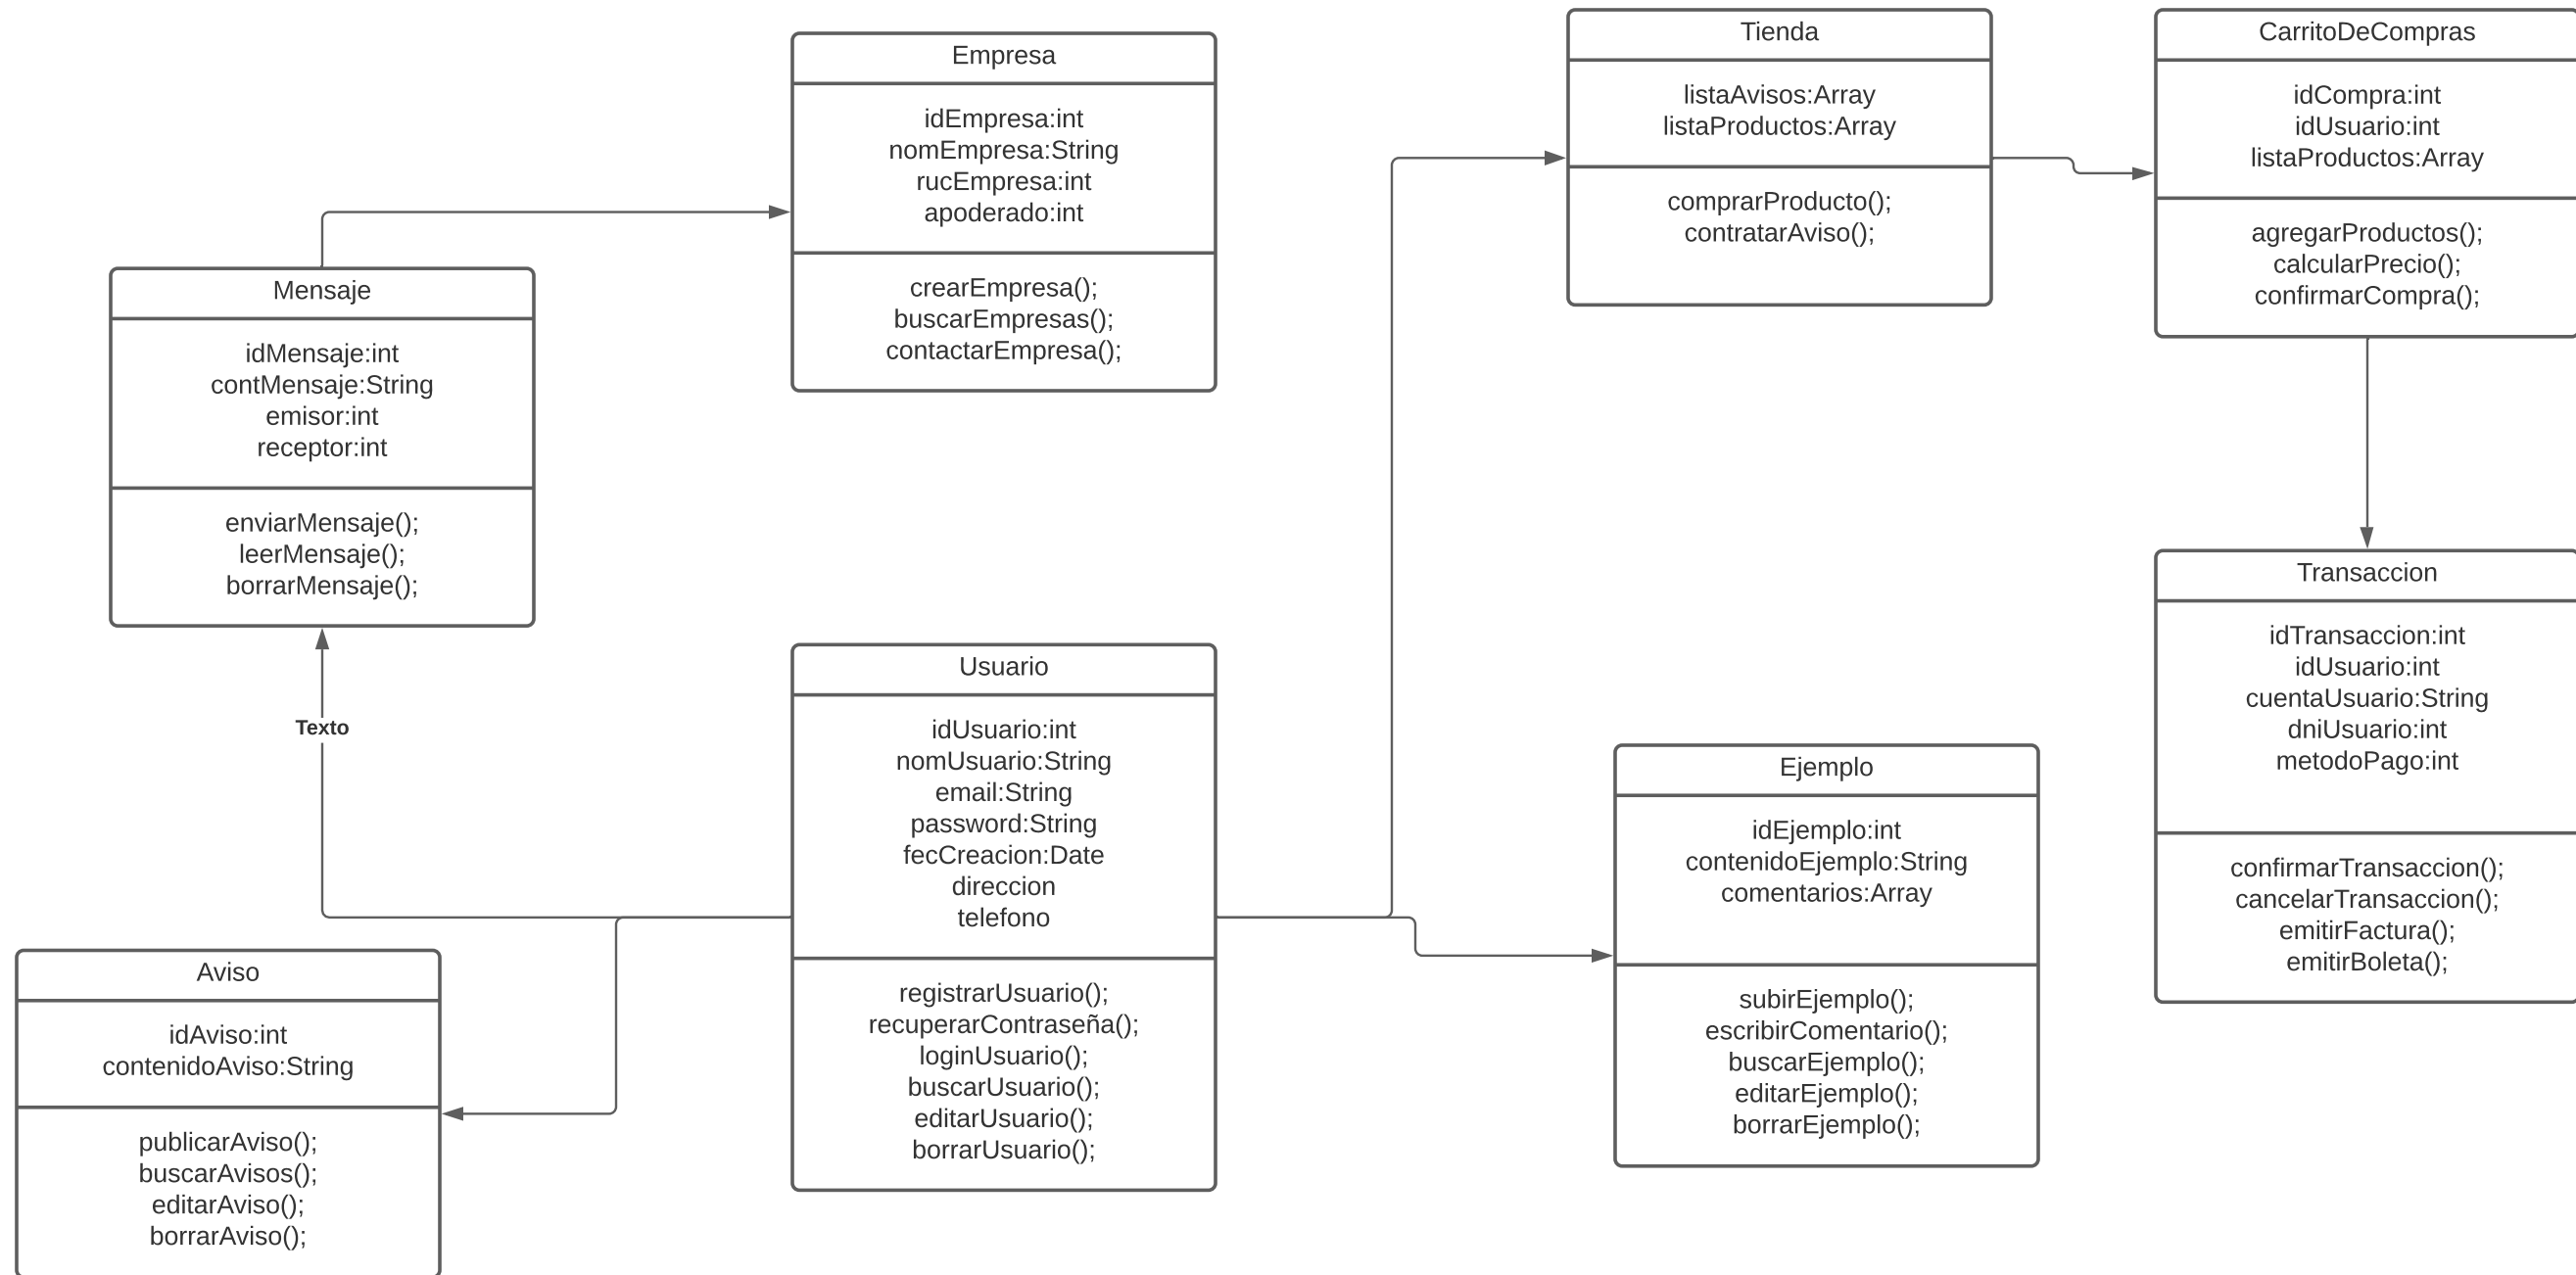 Empresa
idEmpresa:int
nomEmpresa:String
rucEmpresa:int
apoderado:int
crearEmpresa();
buscarEmpresas();
contactarEmpresa();
Tienda
listaAvisos:Array
listaProductos:Array
comprarProducto();
contratarAviso();
CarritoDeCompras
idCompra:int
idUsuario:int
listaProductos:Array
agregarProductos();
calcularPrecio();
confirmarCompra();
Mensaje
idMensaje:int
contMensaje:String
emisor:int
receptor:int
enviarMensaje();
leerMensaje();
borrarMensaje();
Texto
Usuario
idUsuario:int
nomUsuario:String
email:String
password:String
fecCreacion:Date
direccion
telefono
registrarUsuario();
recuperarContraseña();
loginUsuario();
buscarUsuario();
editarUsuario();
borrarUsuario();
Ejemplo
idEjemplo:int
contenidoEjemplo:String
comentarios:Array
subirEjemplo();
escribirComentario();
buscarEjemplo();
editarEjemplo();
borrarEjemplo();
Transaccion
idTransaccion:int
idUsuario:int
cuentaUsuario:String
dniUsuario:int
metodoPago:int
confirmarTransaccion();
cancelarTransaccion();
emitirFactura();
emitirBoleta();
Aviso
idAviso:int
contenidoAviso:String
publicarAviso();
buscarAvisos();
editarAviso();
borrarAviso();